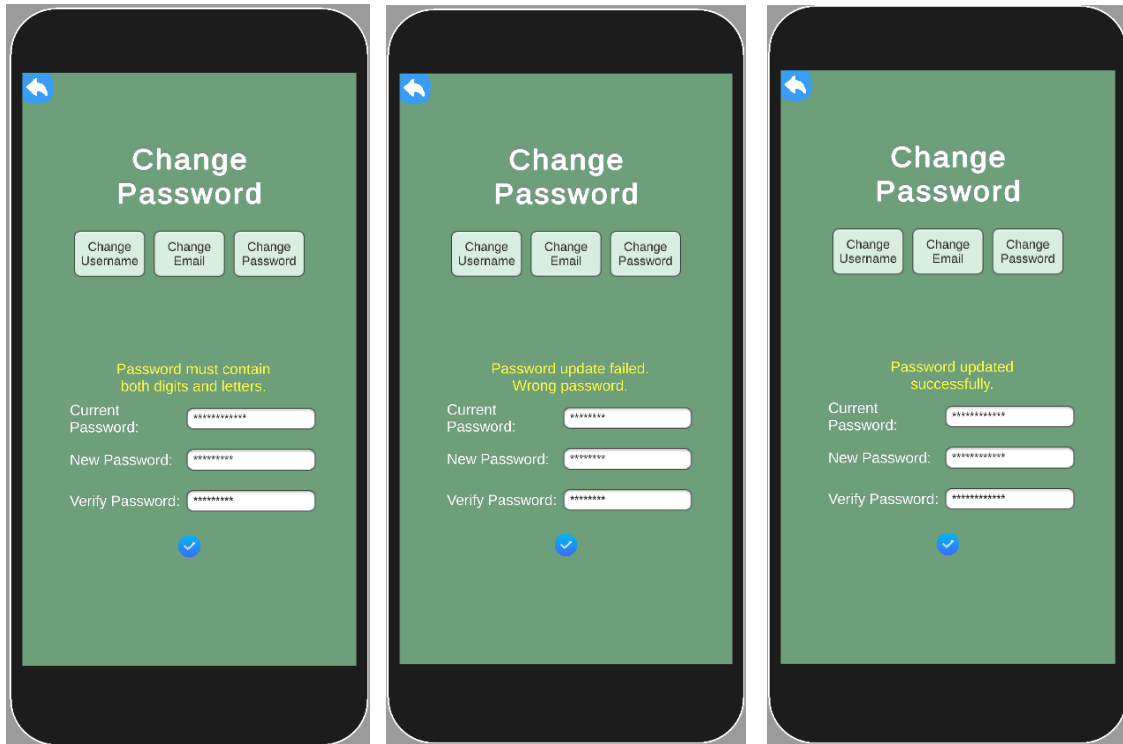 Change
Password
Change
Username
Change
Email
Change
Password
Password must contain
both digits and letters.
Current
Password:
************
New Password:
*********
Verify Password:
*********
Change
Password
Change
Username
Change
Email
Change
Password
Password update failed.
Wrong password.
Current
Password:
********
New Password:
********
Verify Password:
********
Change
Password
Change
Username
Change
Email
Change
Password
Password updated
successfully.
Current
Password:
************
New Password:
************
Verify Password:
************